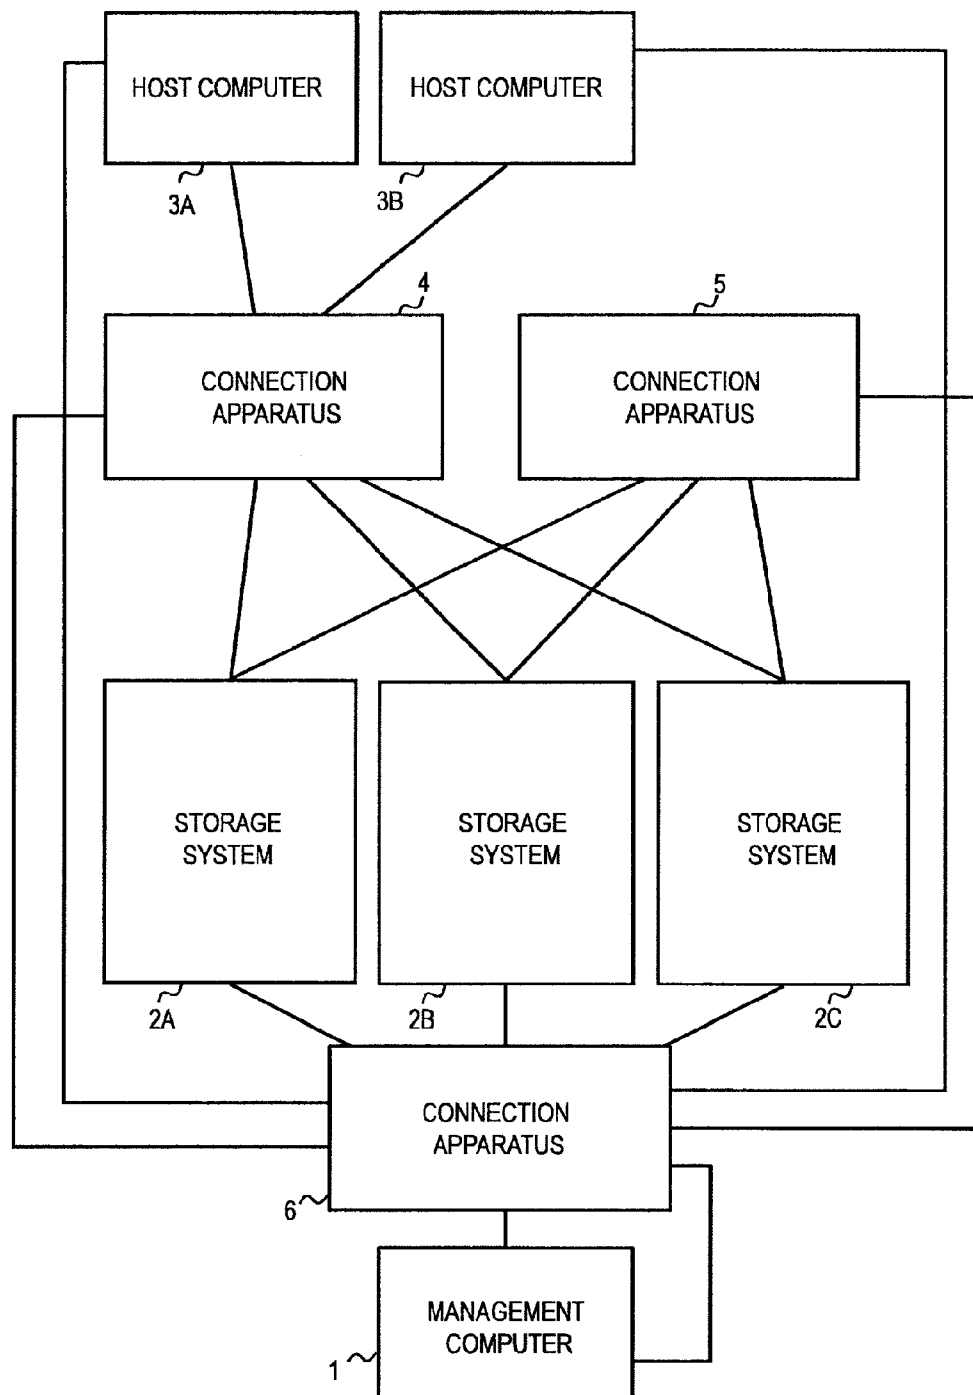 HOST COMPUTER
HOST COMPUTER
3A
3B
4
5
CONNECTION
APPARATUS
CONNECTION
APPARATUS
STORAGE
SYSTEM
STORAGE
SYSTEM
STORAGE
SYSTEM
2A
2B
2C
CONNECTION
APPARATUS
6
MANAGEMENT
COMPUTER
1